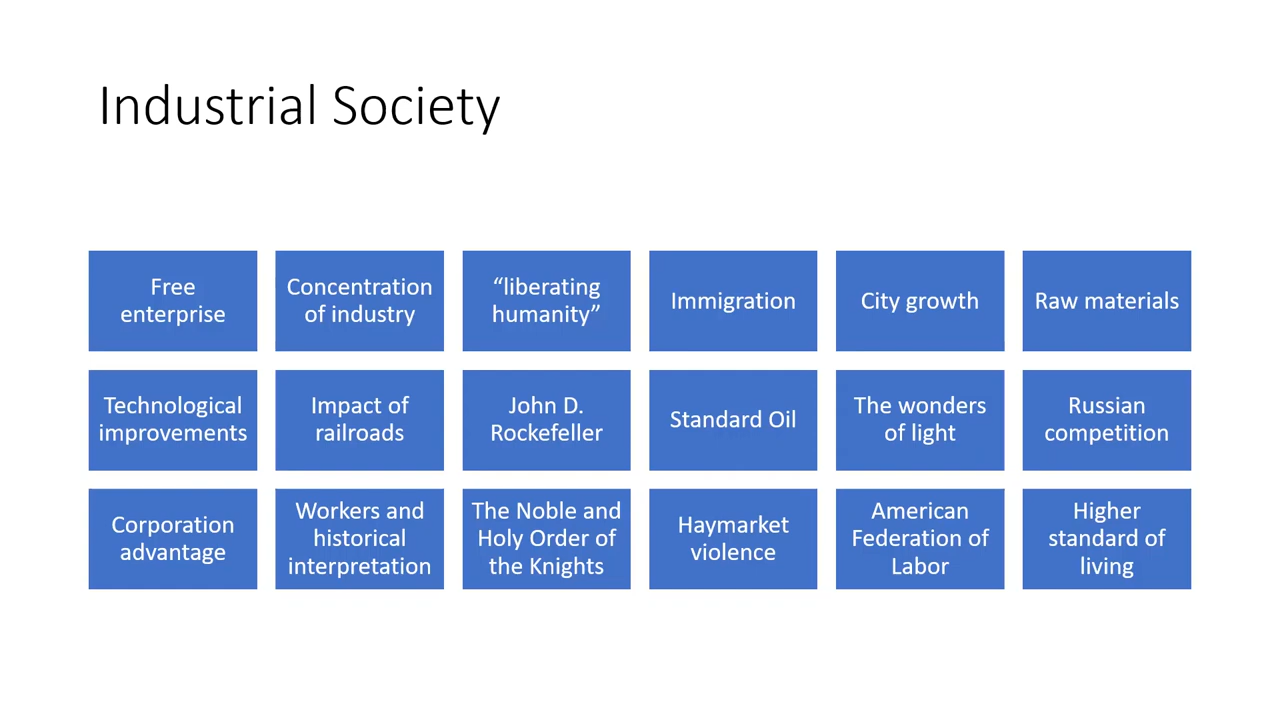 Industrial Society
Free
enterprise
Concentration
of industry
“liberating
humanity”
Immigration
City growth
Raw materials
Technological
improvements
Impact of
railroads
John D.
Rockefeller
Standard Oil
The wonders
of light
Russian
competition
Corporation
advantage
Workers and
historical
interpretation
The Noble and
Holy Order of
the Knights
Haymarket
violence
American
Federation of
Labor
Higher
standard of
living